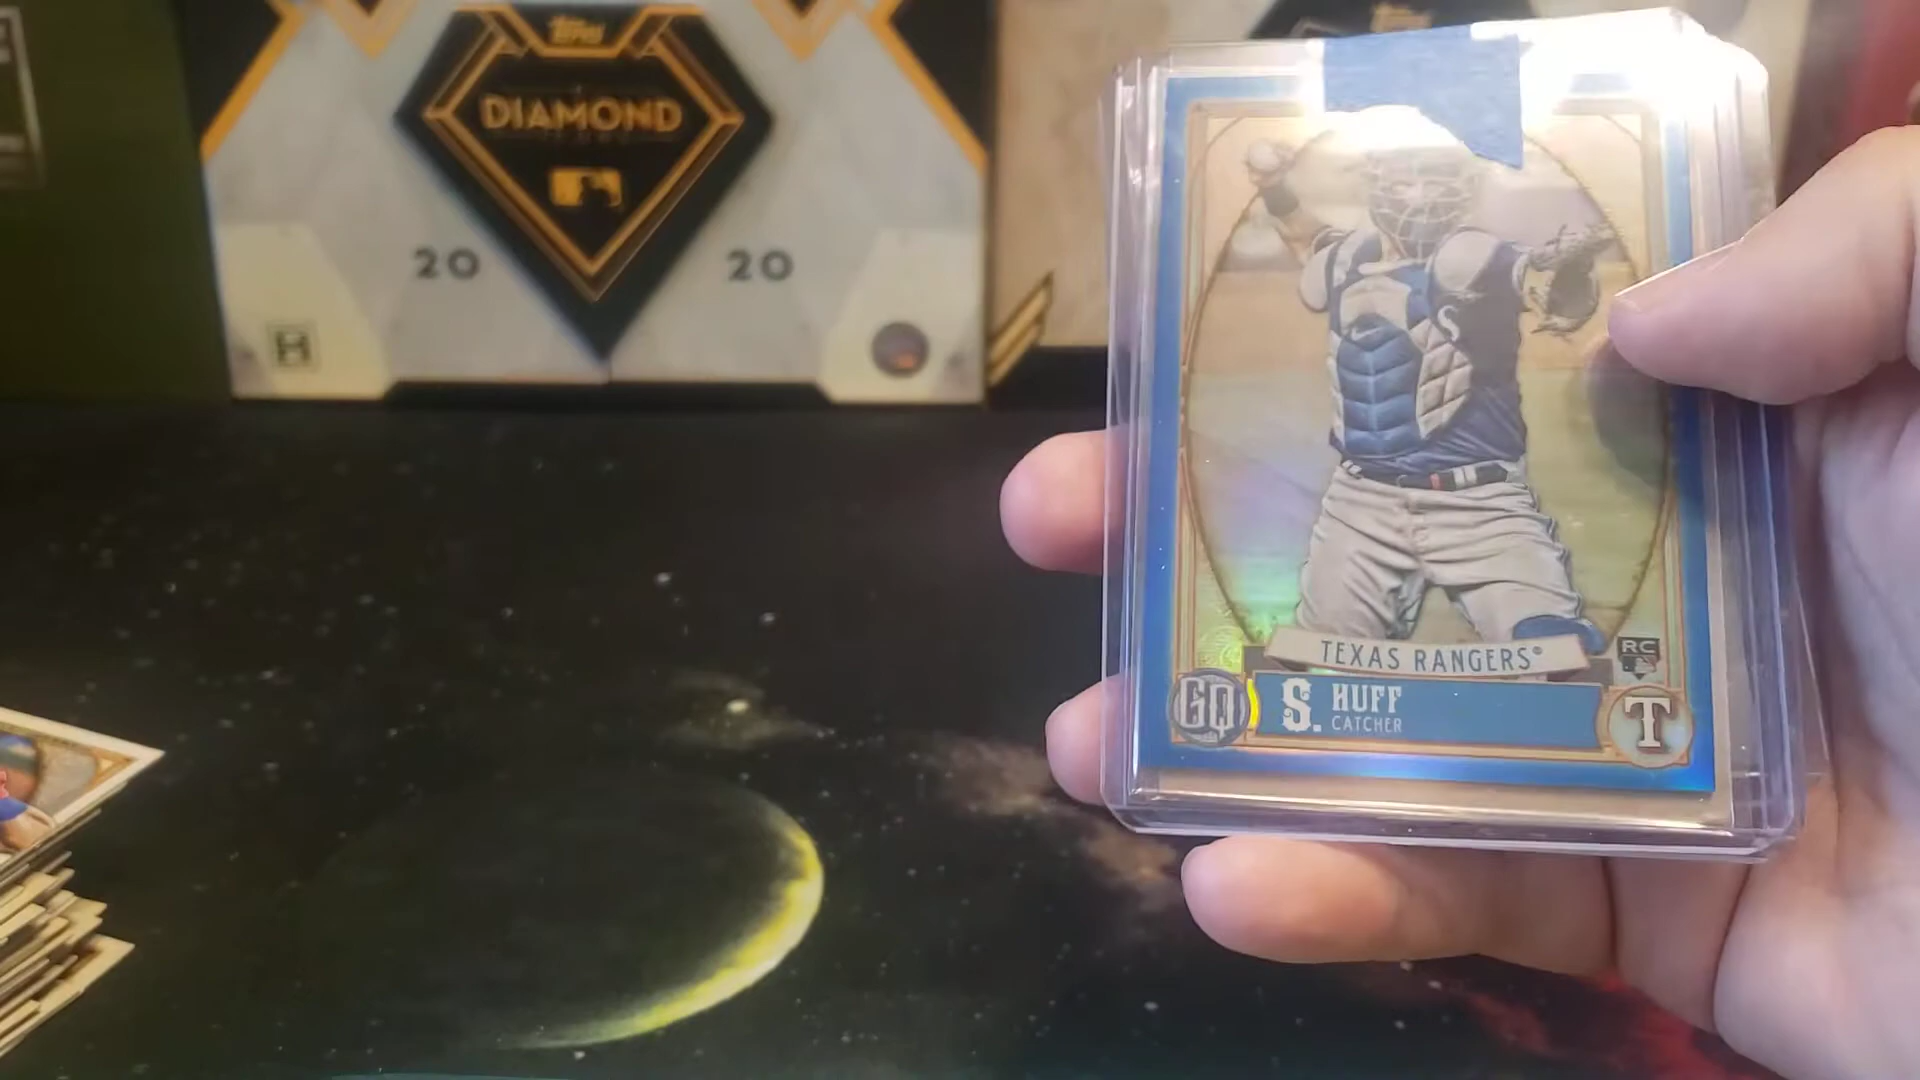 Topps
DIAMOND
20 20
H
S
TEXAS RANGERS®
RC
GQ
S. HUFF
CATCHER
T